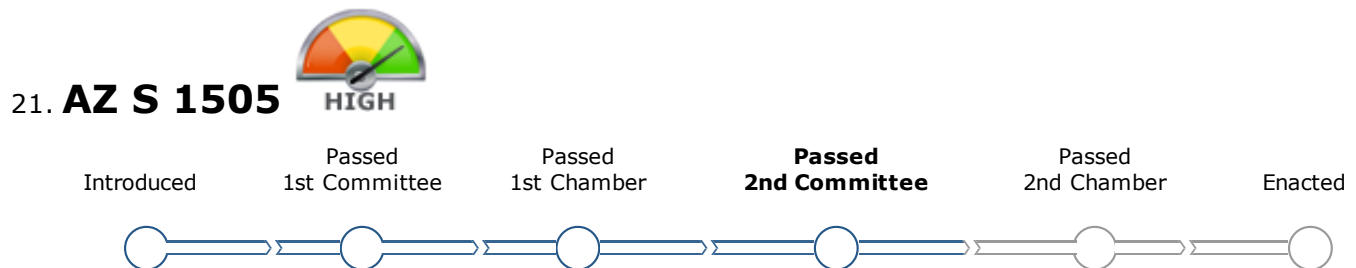 HIGH
21. AZ S 1505
Introduced
Passed
1st Committee
Passed
1st Chamber
Passed
2nd Committee
Passed
2nd Chamber
Enacted